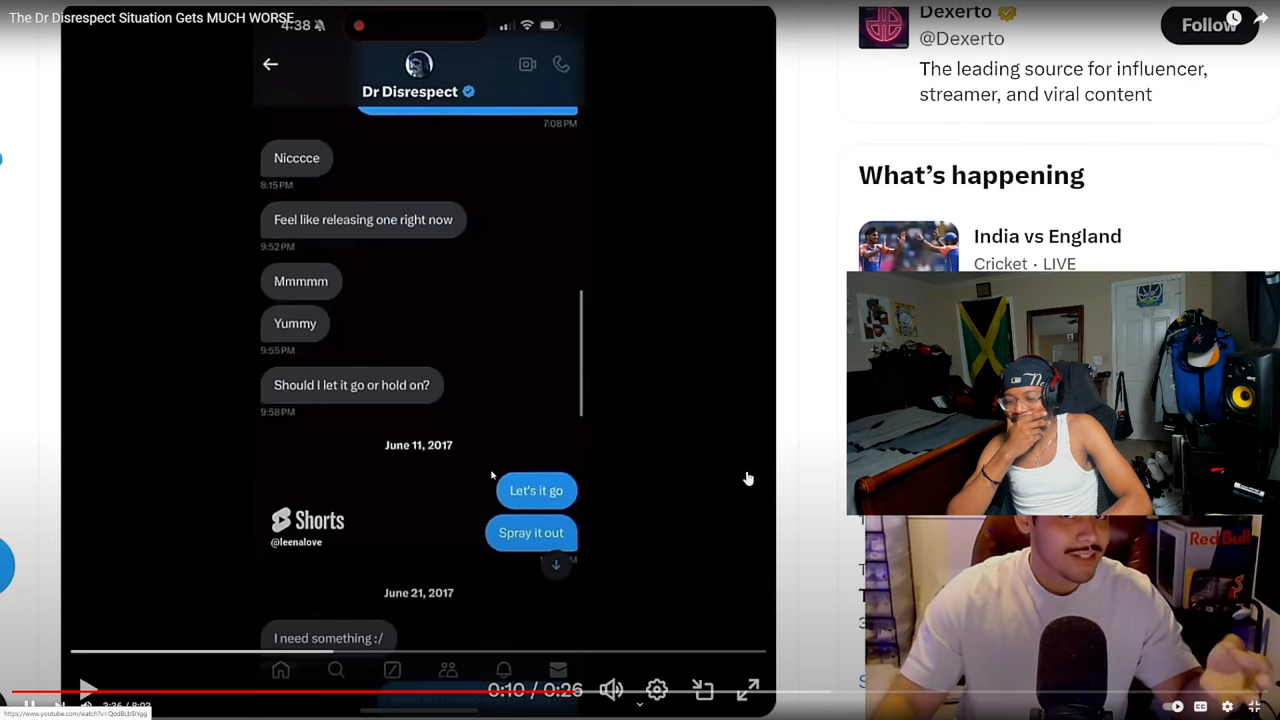 The Dr Disrespect Situation Gets MUCH WORSE
4:38
Dr Disrespect
7:08 PM
Nicccce
8:15 PM
Feel like releasing one right now
9:52 PM
Mmmmm
Yummy
9:55 PM
Should I let it go or hold on?
9:58 PM
June 11, 2017
Let's it go
Spray it out
Shorts
@leenalove
June 21, 2017
I need something :/
0:10 / 0:26
Dexerto
@Dexerto
Follow
The leading source for influencer,
streamer, and viral content
What's happening
India vs England
Cricket · LIVE
Red Bull